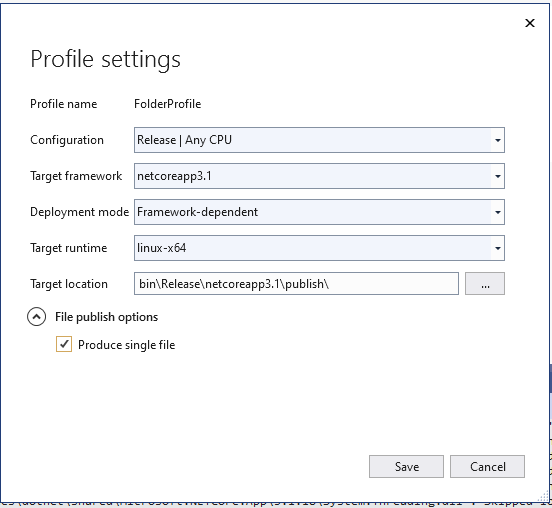 Profile settings
Profile name FolderProfile
Configuration Release | Any CPU
Target framework netcoreapp3.1
Deployment mode Framework-dependent
Target runtime linux-x64
Target location bin\Release\netcoreapp3.1\publish\ ...
File publish options
Produce single file
Save Cancel